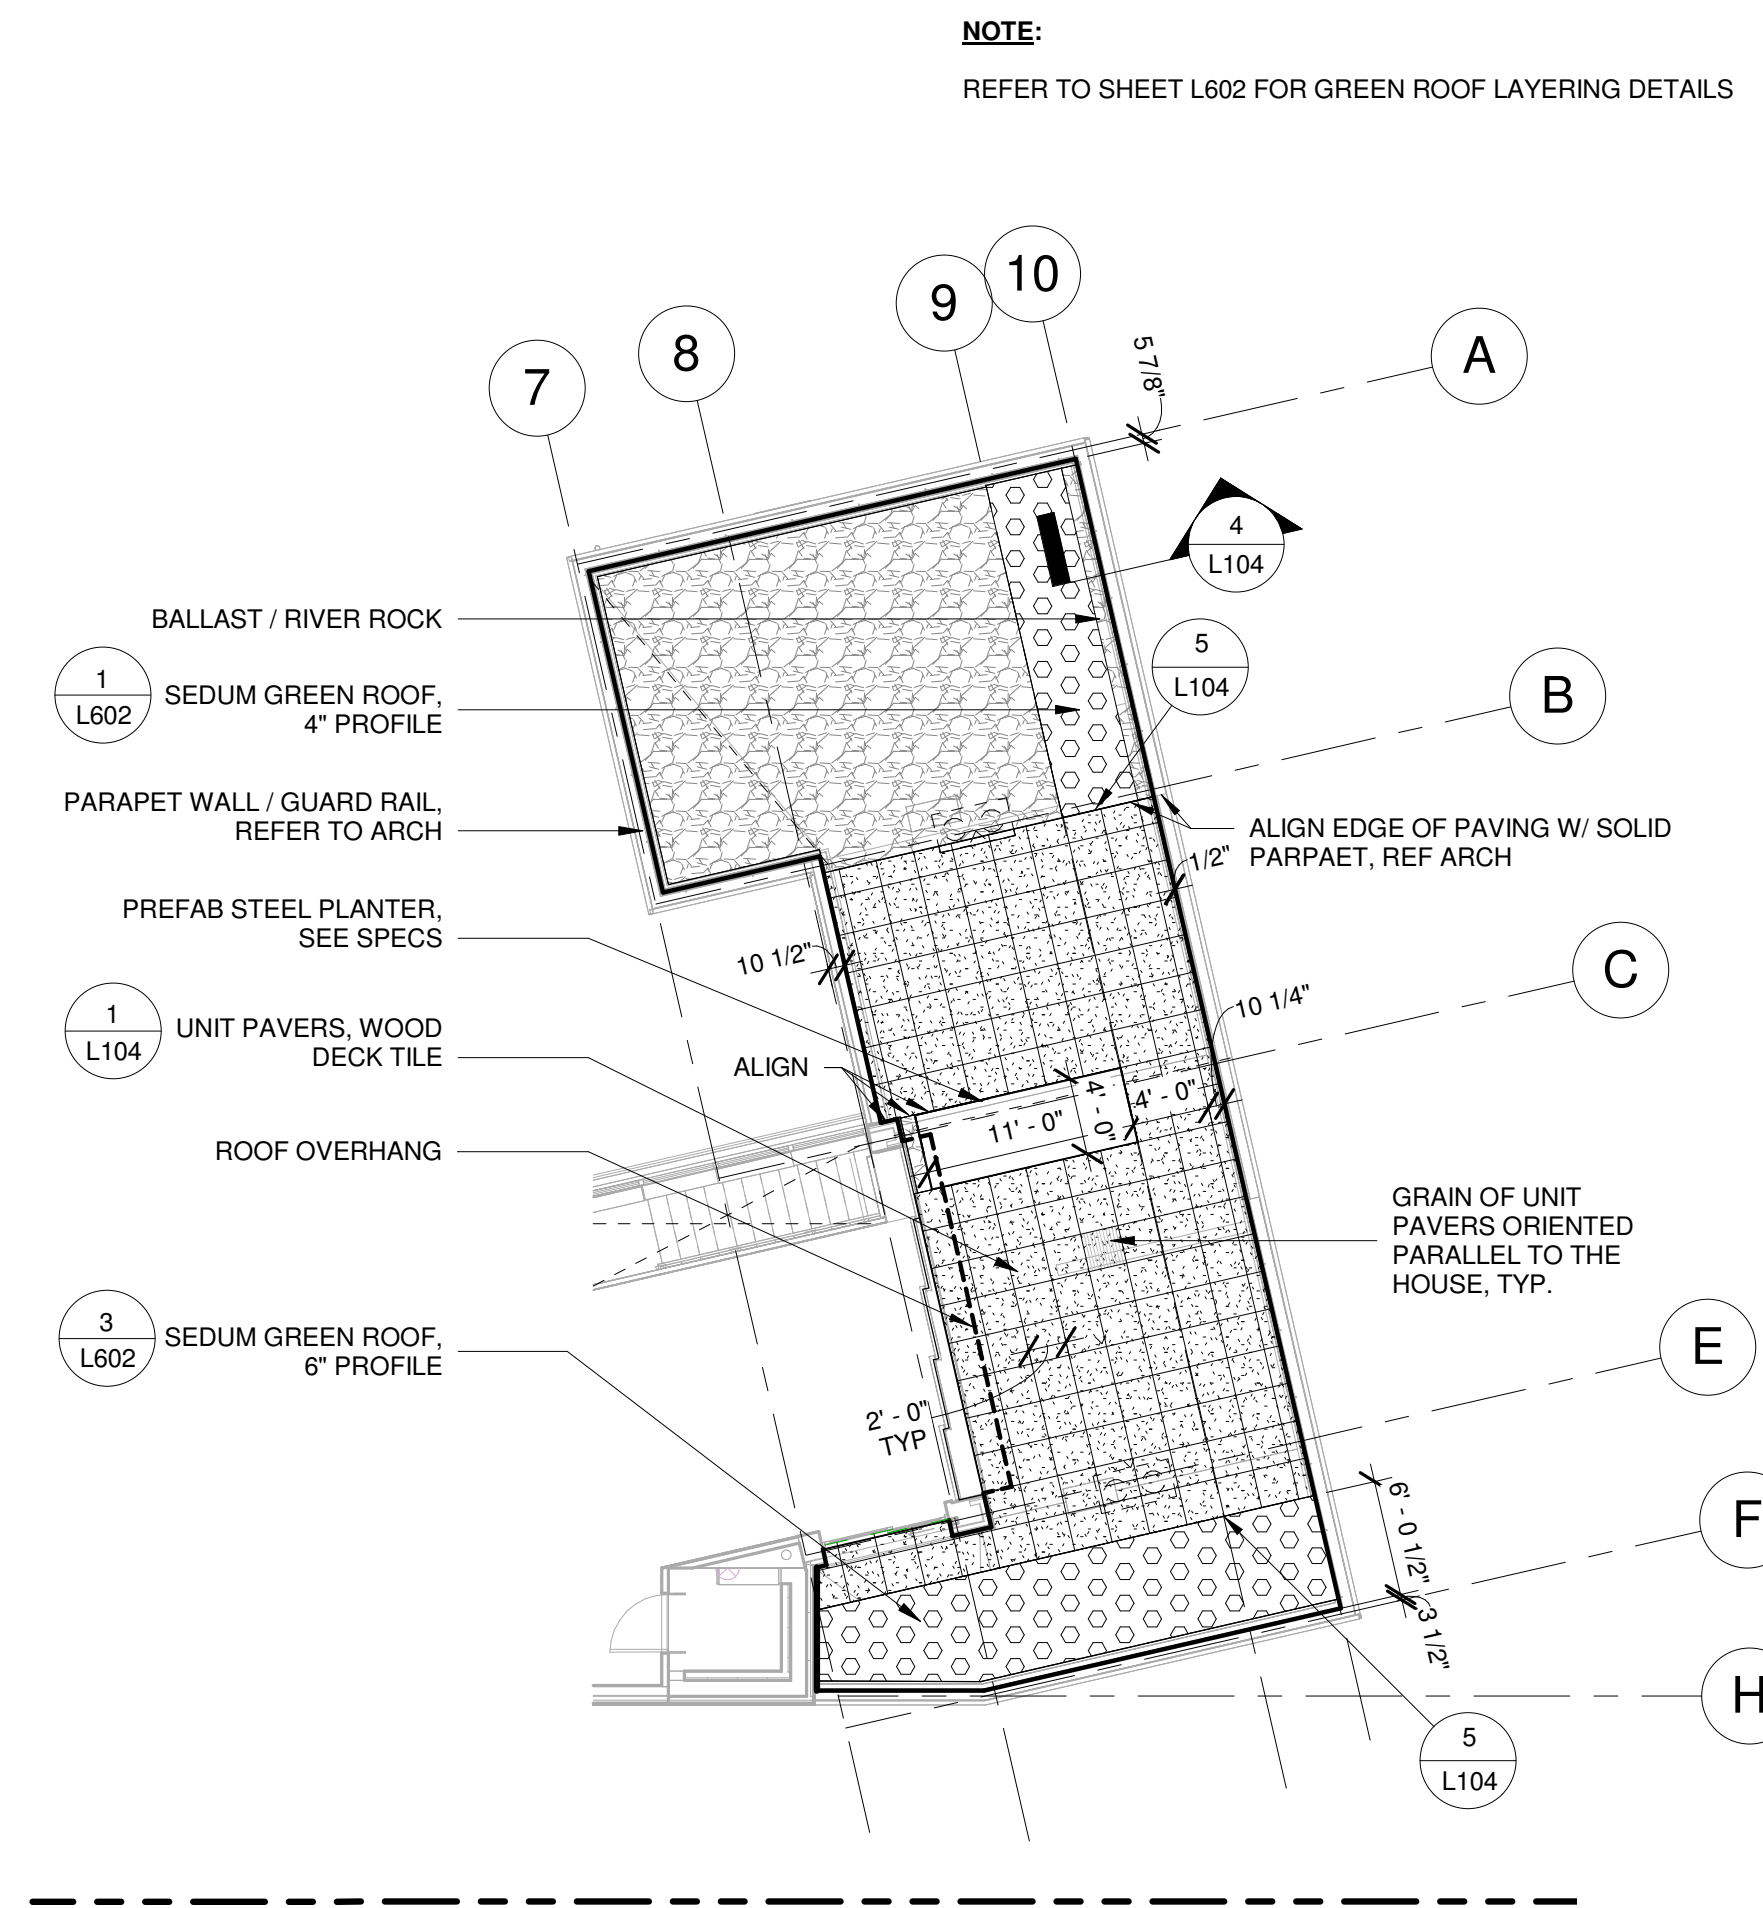 NOTE:
REFER TO SHEET L602 FOR GREEN ROOF LAYERING DETAILS
10
9
8
7
A
5 7/8"
4
L104
BALLAST / RIVER ROCK
5
L104
1
L602
SEDUM GREEN ROOF,
4" PROFILE
B
PARAPET WALL / GUARD RAIL,
REFER TO ARCH
ALIGN EDGE OF PAVING W/ SOLID
PARPAET, REF ARCH
1/2"
PREFAB STEEL PLANTER,
SEE SPECS
10 1/2"
C
10 1/4"
1
L104
UNIT PAVERS, WOOD
DECK TILE
ALIGN
4' - 0"
4' - 0"
11' - 0"
ROOF OVERHANG
GRAIN OF UNIT
PAVERS ORIENTED
PARALLEL TO THE
HOUSE, TYP.
3
L602
SEDUM GREEN ROOF,
6" PROFILE
E
2' - 0"
TYP
6' - 0 1/2"
F
3 1/2"
H
5
L104